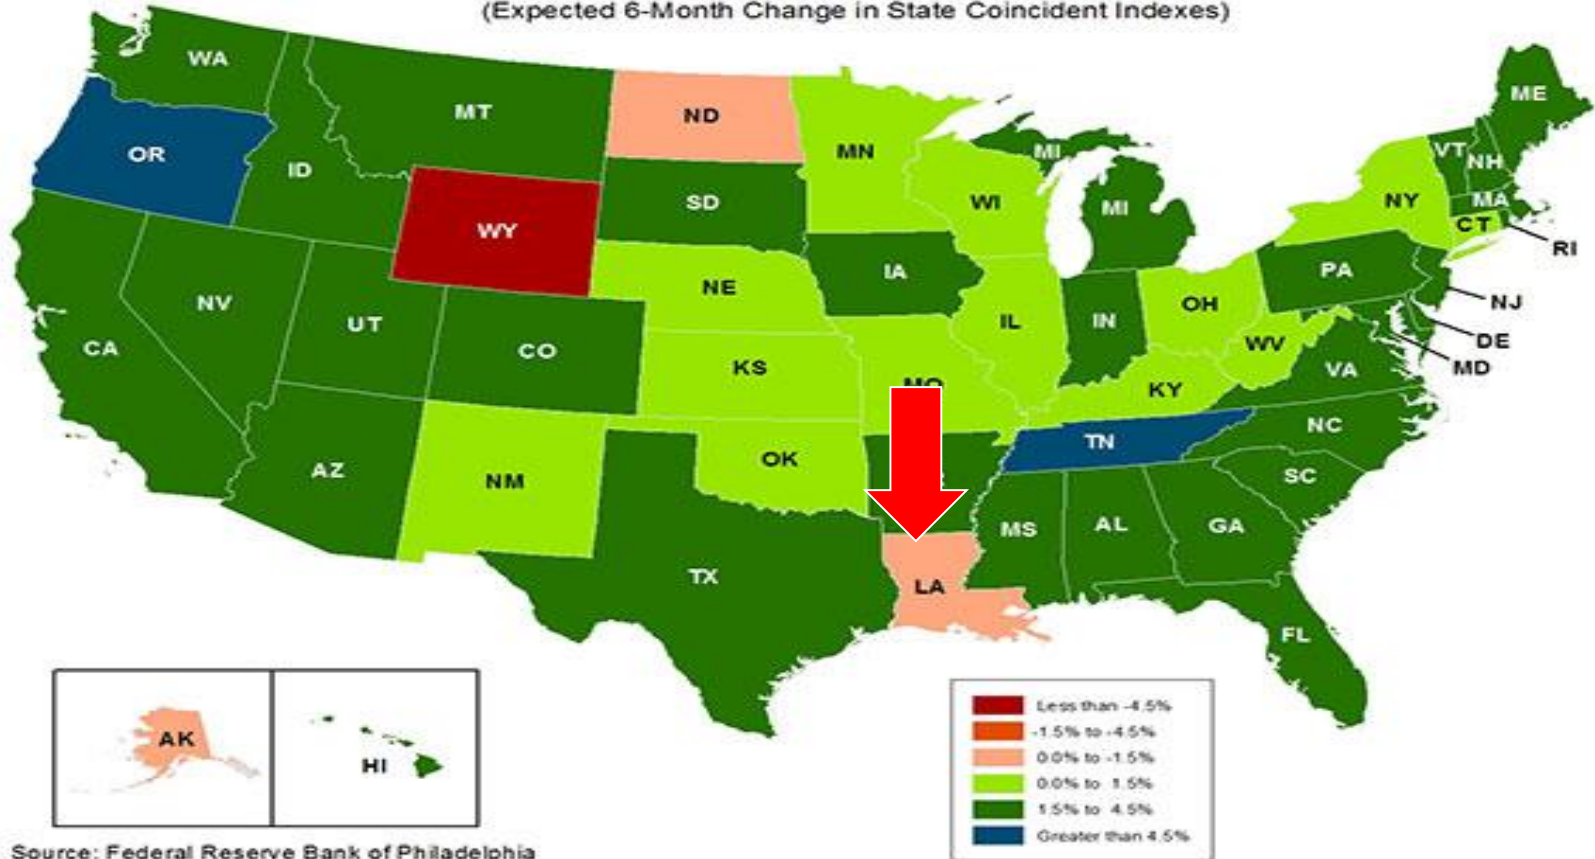 (Expected 6-Month Change in State Coincident Indexes)
WA
MT
ND
MN
ME
OR
ID
SD
WI
MI
MI
VT
NH
NY
MA
CT
RI
WY
IA
PA
NE
NJ
NV
UT
CO
IL
IN
OH
WV
DE
MD
CA
KS
MO
KY
VA
AZ
NM
OK
TN
NC
SC
TX
MS
AL
GA
LA
FL
AK
HI
Less than -4.5%
-1.5% to -4.5%
0.0% to -1.5%
0.0% to 1.5%
1.5% to 4.5%
Greater than 4.5%
Source: Federal Reserve Bank of Philadelphia